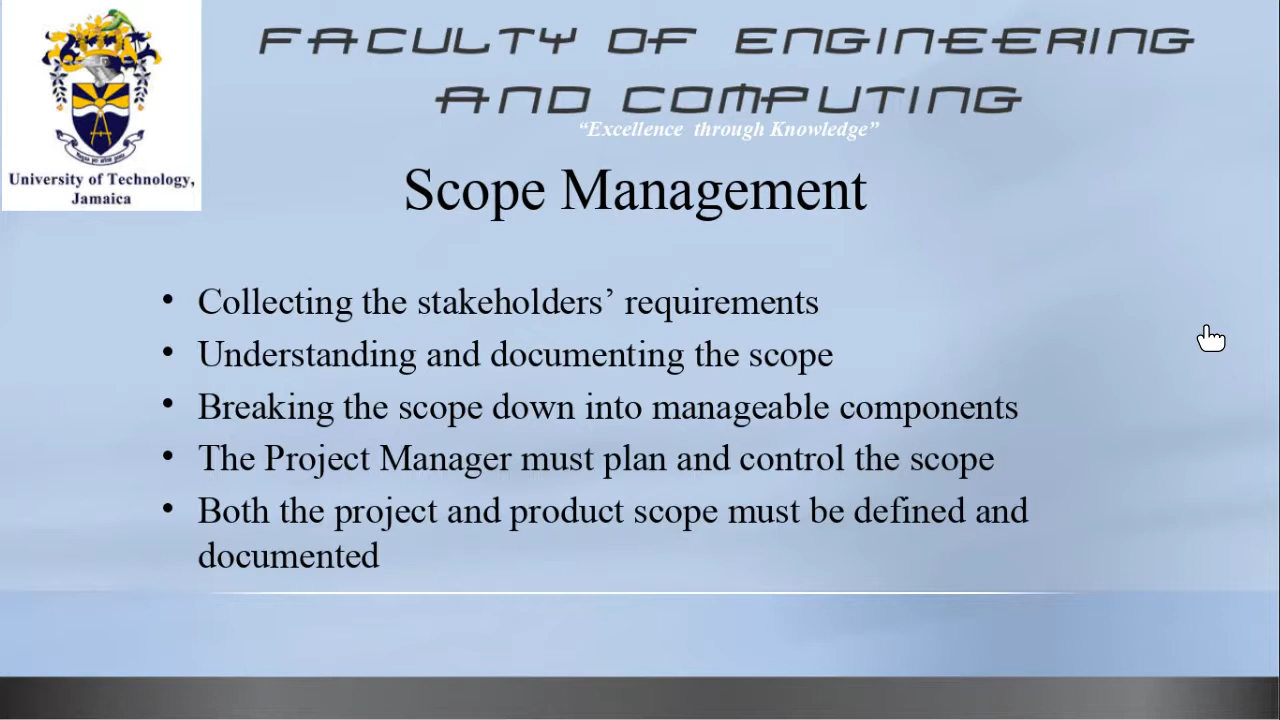 FACULTY OF ENGINEERING
AND COMPUTING
“Excellence through Knowledge”
University of Technology,
Jamaica
Scope Management
• Collecting the stakeholders’ requirements
• Understanding and documenting the scope
• Breaking the scope down into manageable components
• The Project Manager must plan and control the scope
• Both the project and product scope must be defined and
documented